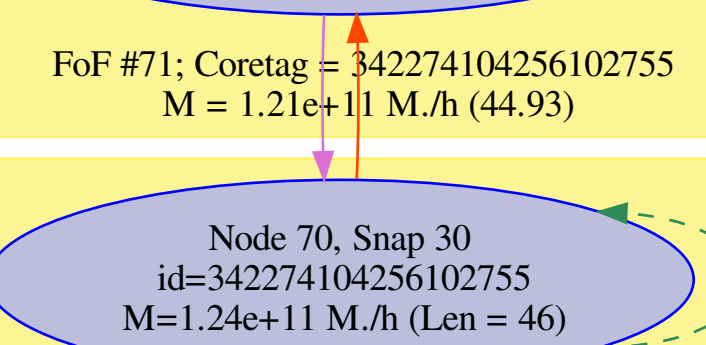 FoF #71; Coretag = 342274104256102755
M = 1.21e+11 M./h (44.93)
Node 70, Snap 30
id=342274104256102755
M=1.24e+11 M./h (Len = 46)